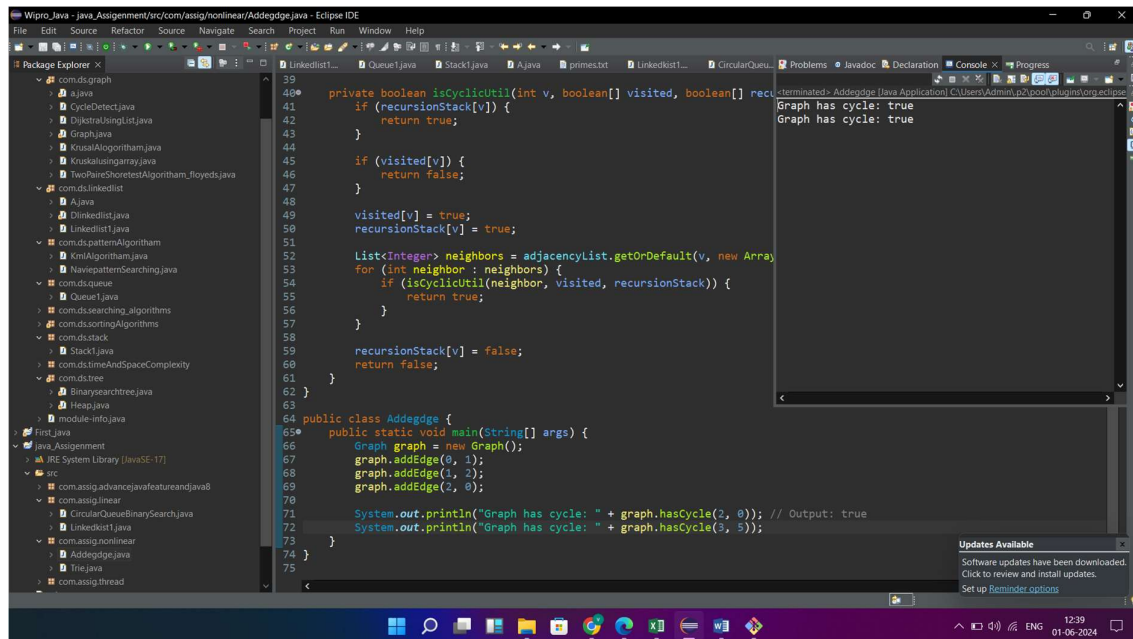 Wipro_Java - java_Assigenment/src/com/assig/nonlinear/Addegdge.java - Eclipse IDE
File Edit Source Refactor Source Navigate Search Project Run Window Help
Package Explorer
com.ds.graph
a.java
CycleDetect.java
DijkstraUsingList.java
Graph.java
KrusalAlogoritham.java
Kruskalusingarray.java
TwoPaireShoretestAlgoritham_floyeds.java
com.ds.linkedlist
A.java
Dlinkedlist.java
Linkedlist1.java
com.ds.patternAlgoritham
KmlAlgoritham.java
NaviepatternSearching.java
com.ds.queue
Queue1.java
com.ds.searching_algorithms
com.ds.sortingAlgorithms
com.ds.stack
Stack1.java
com.ds.timeAndSpaceComplexity
com.ds.tree
Binarysearchtree.java
Heap.java
module-info.java
First_java
java_Assigenment
JRE System Library [JavaSE-17]
src
com.assig.advancejavafeatureandjava8
com.assig.linear
CircularQueueBinarySearch.java
Linkedkist1.java
com.assig.nonlinear
Addegdge.java
Trie.java
com.assig.thread
Linkedlist1.... Queue1.java Stack1.java A.java primes.txt Linkedkist1.... CircularQueu...
39
40 private boolean isCyclicUtil(int v, boolean[] visited, boolean[] recu
41 if (recursionStack[v]) {
42 return true;
43 }
44
45 if (visited[v]) {
46 return false;
47 }
48
49 visited[v] = true;
50 recursionStack[v] = true;
51
52 List<Integer> neighbors = adjacencyList.getOrDefault(v, new Array
53 for (int neighbor : neighbors) {
54 if (isCyclicUtil(neighbor, visited, recursionStack)) {
55 return true;
56 }
57 }
58
59 recursionStack[v] = false;
60 return false;
61 }
62 }
63
64 public class Addegdge {
65 public static void main(String[] args) {
66 Graph graph = new Graph();
67 graph.addEdge(0, 1);
68 graph.addEdge(1, 2);
69 graph.addEdge(2, 0);
70
71 System.out.println("Graph has cycle: " + graph.hasCycle(2, 0)); // Output: true
72 System.out.println("Graph has cycle: " + graph.hasCycle(3, 5));
73 }
74 }
75
Problems Javadoc Declaration Console Progress
<terminated> Addegdge [Java Application] C:\Users\Admin\.p2\pool\plugins\org.eclipse
Graph has cycle: true
Graph has cycle: true
Updates Available
Software updates have been downloaded.
Click to review and install updates.
Set up Reminder options
ENG
12:39
01-06-2024